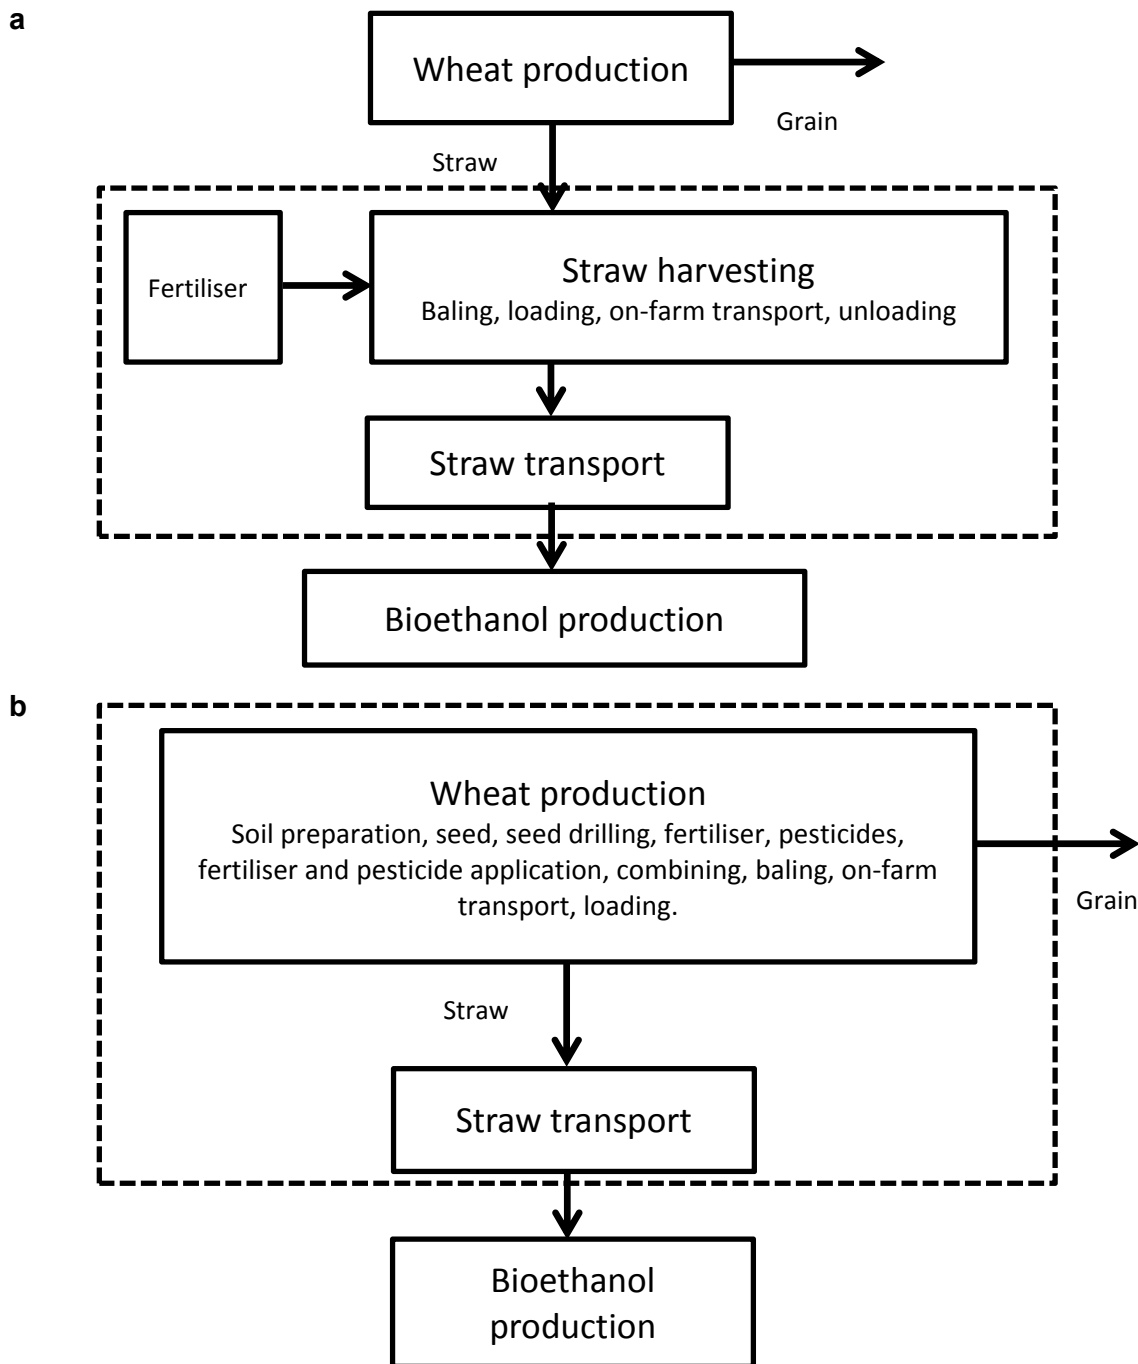 a
Wheat production
Grain
Straw
Fertiliser
Straw harvesting
Baling, loading, on-farm transport, unloading
Straw transport
Bioethanol production
b
Wheat production
Soil preparation, seed, seed drilling, fertiliser, pesticides,
fertiliser and pesticide application, combining, baling, on-farm
transport, loading.
Grain
Straw
Straw transport
Bioethanol
production